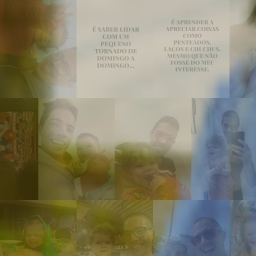 É SABER LIDAR
COM UM
PEQUENO
TORNADO DE
DOMINGO A
DOMINGO...
É APRENDER A
APRECIAR COISAS
COMO
PENTEADOS,
LAÇOS E CHUCHUS,
MESMO QUE NÃO
FOSSE DO MEU
INTERESSE.